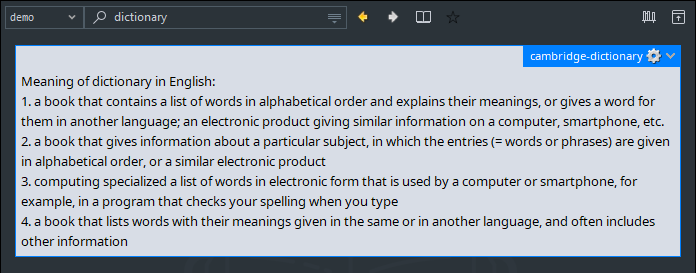 demo
dictionary
cambridge-dictionary
Meaning of dictionary in English:
1. a book that contains a list of words in alphabetical order and explains their meanings, or gives a word for
them in another language; an electronic product giving similar information on a computer, smartphone, etc.
2. a book that gives information about a particular subject, in which the entries (= words or phrases) are given
in alphabetical order, or a similar electronic product
3. computing specialized a list of words in electronic form that is used by a computer or smartphone, for
example, in a program that checks your spelling when you type
4. a book that lists words with their meanings given in the same or in another language, and often includes
other information